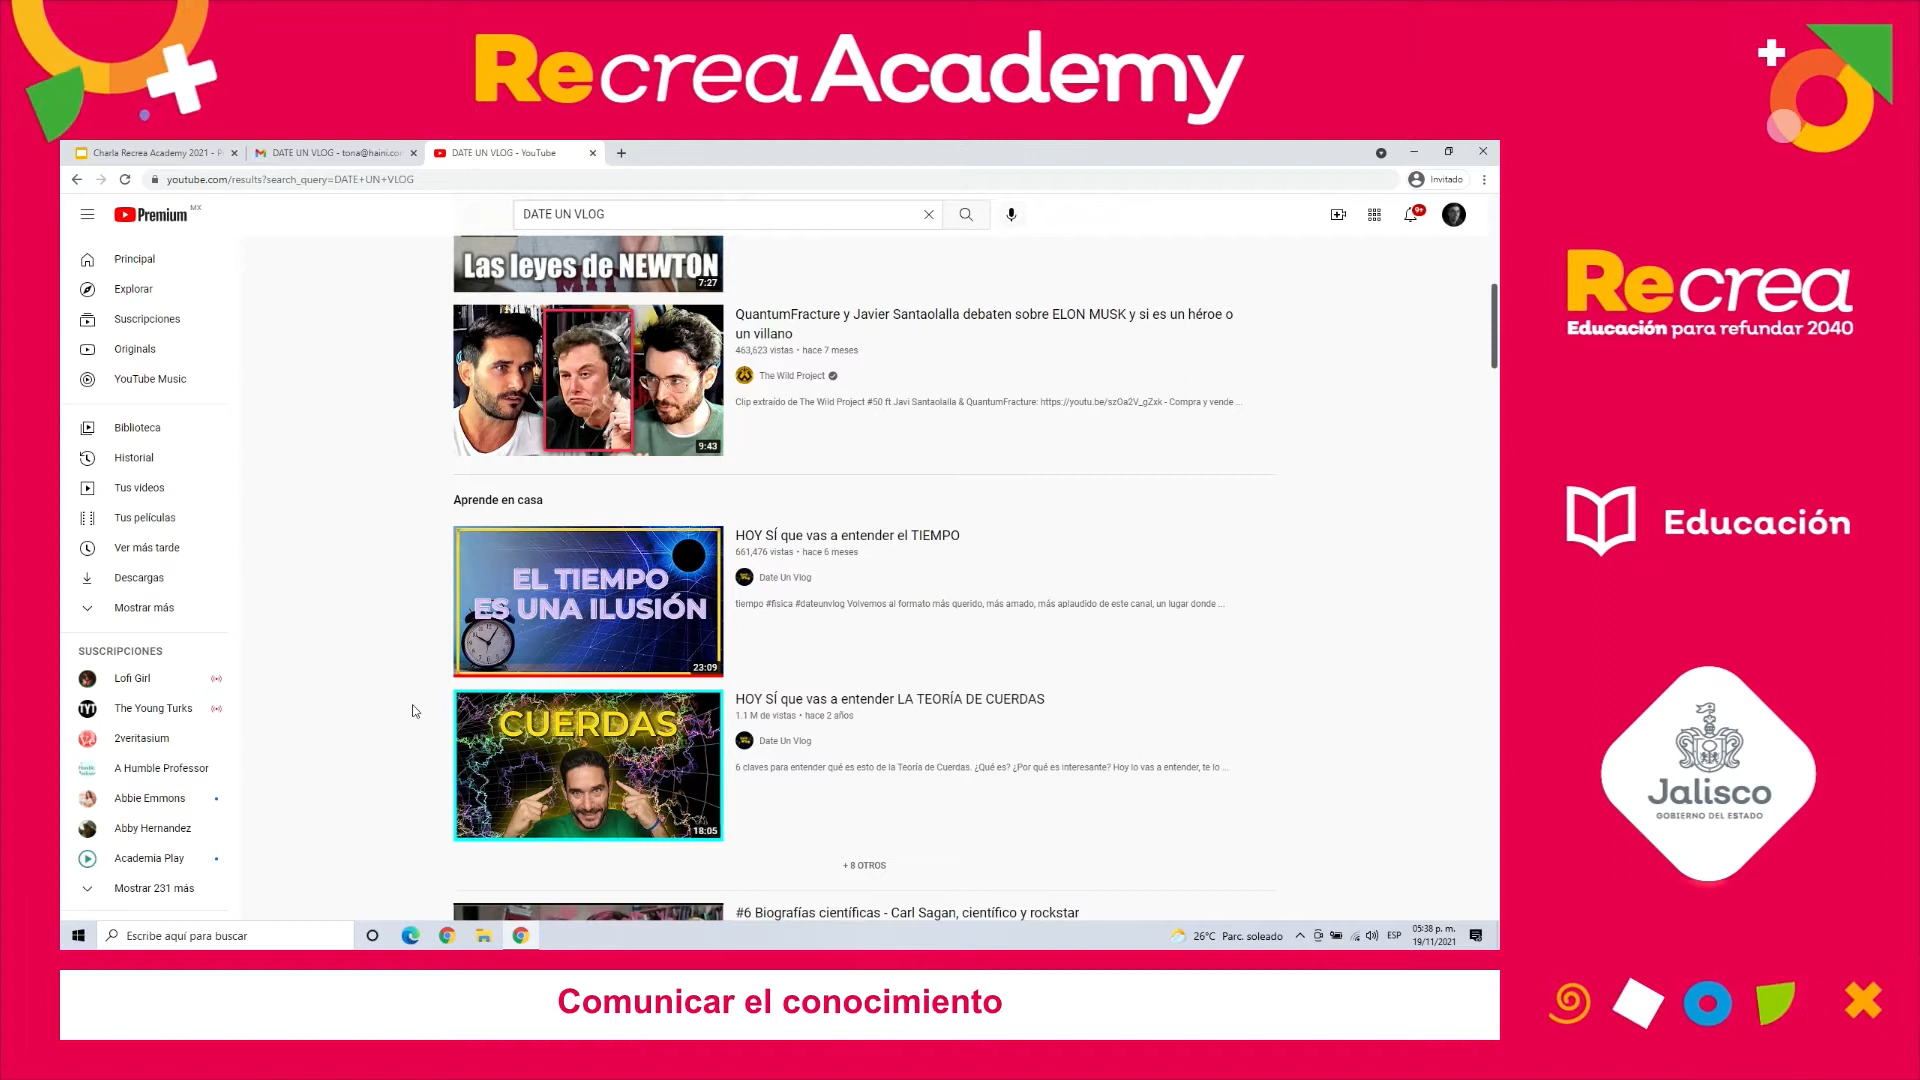 RecreaAcademy
Charla Recrea Academy 2021 - P
DATE UN VLOG - tona@haini.com
DATE UN VLOG - YouTube
youtube.com/results?search_query=DATE+UN+VLOG
Invitado
Premium MX
DATE UN VLOG
9+
Principal
Explorar
Suscripciones
Originals
YouTube Music
Biblioteca
Historial
Tus videos
Tus películas
Ver más tarde
Descargas
Mostrar más
SUSCRIPCIONES
Lofi Girl
The Young Turks
2veritasium
A Humble Professor
Abbie Emmons
Abby Hernandez
Academia Play
Mostrar 231 más
Las leyes de NEWTON
7:27
QuantumFracture y Javier Santaolalla debaten sobre ELON MUSK y si es un héroe o
un villano
463,623 vistas • hace 7 meses
The Wild Project
Clip extraído de The Wild Project #50 ft Javi Santaolalla & QuantumFracture: https://youtu.be/szOa2V_gZxk - Compra y vende ...
9:43
Aprende en casa
EL TIEMPO
ES UNA ILUSIÓN
23:09
HOY SÍ que vas a entender el TIEMPO
661,476 vistas • hace 6 meses
Date Un Vlog
tiempo #fisica #dateunvlog Volvemos al formato más querido, más amado, más aplaudido de este canal, un lugar donde ...
CUERDAS
18:05
HOY SÍ que vas a entender LA TEORÍA DE CUERDAS
1.1 M de vistas • hace 2 años
Date Un Vlog
6 claves para entender qué es esto de la Teoría de Cuerdas. ¿Qué es? ¿Por qué es interesante? Hoy lo vas a entender, te lo ...
+ 8 OTROS
#6 Biografías científicas - Carl Sagan, científico y rockstar
Escribe aquí para buscar
26°C Parc. soleado
ESP
05:38 p. m.
19/11/2021
Recrea
Educación para refundar 2040
Educación
Jalisco
GOBIERNO DEL ESTADO
Comunicar el conocimiento